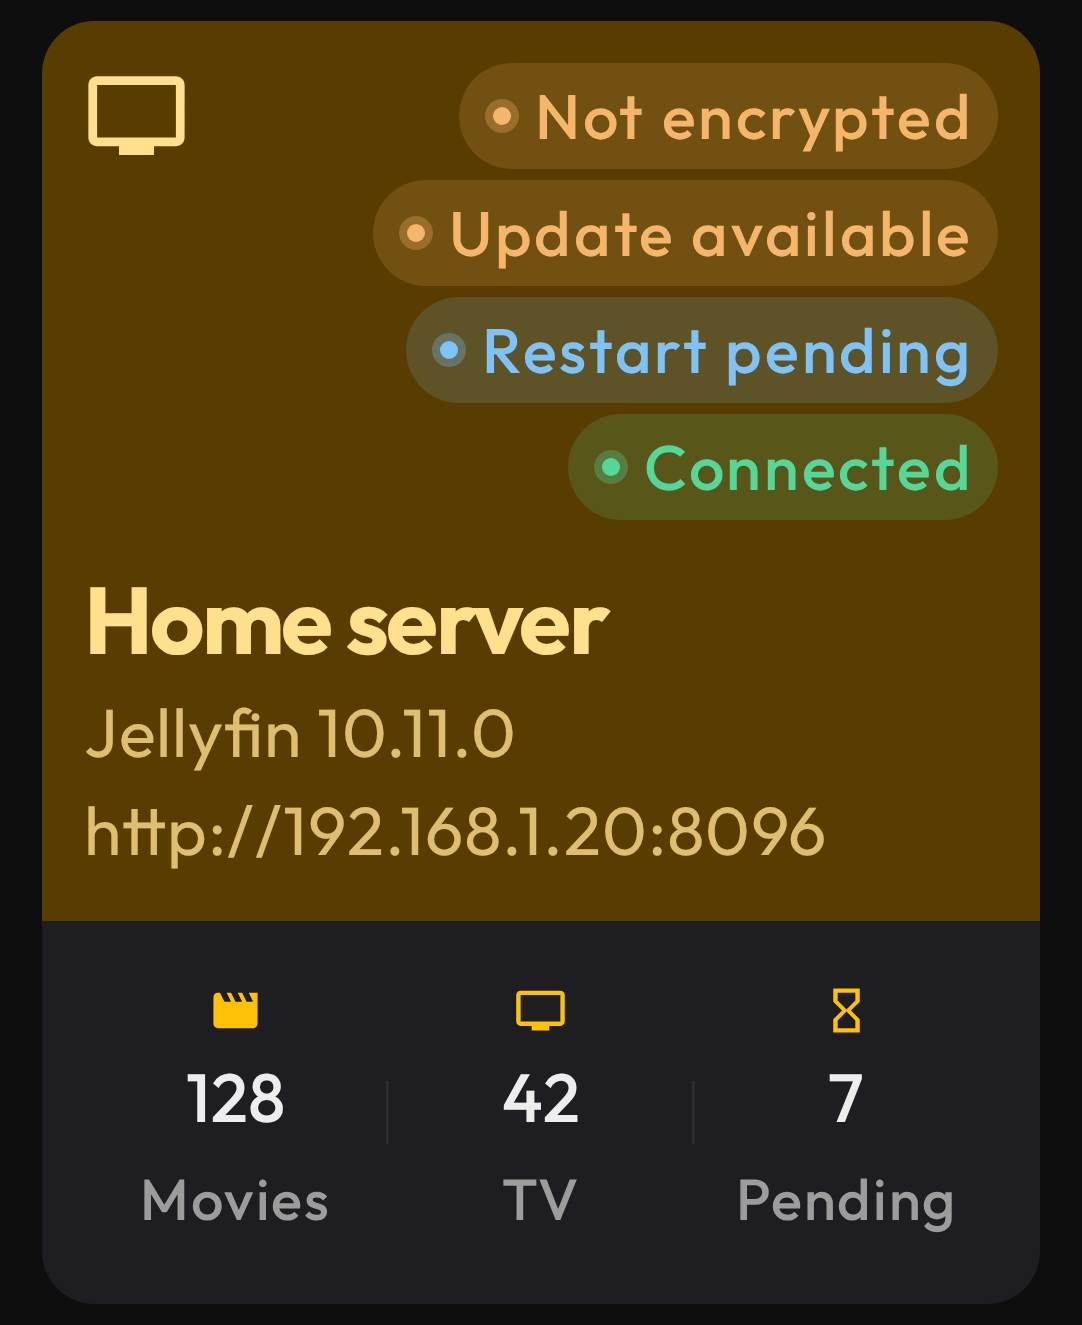 Not encrypted
Update available
Restart pending
Connected
Home server
Jellyfin 10.11.0
http://192.168.1.20:8096
128 42 7
Movies TV Pending